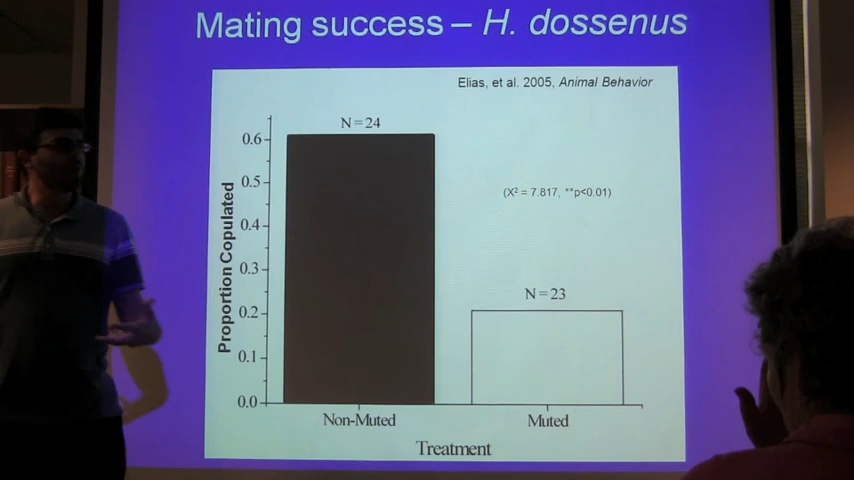 Mating success – H. dossenus
Elias, et al. 2005, Animal Behavior
N = 24
(X² = 7.817, **p<0.01)
N = 23
0.6
0.5
0.4
0.3
0.2
0.1
0.0
Proportion Copulated
Non-Muted
Muted
Treatment